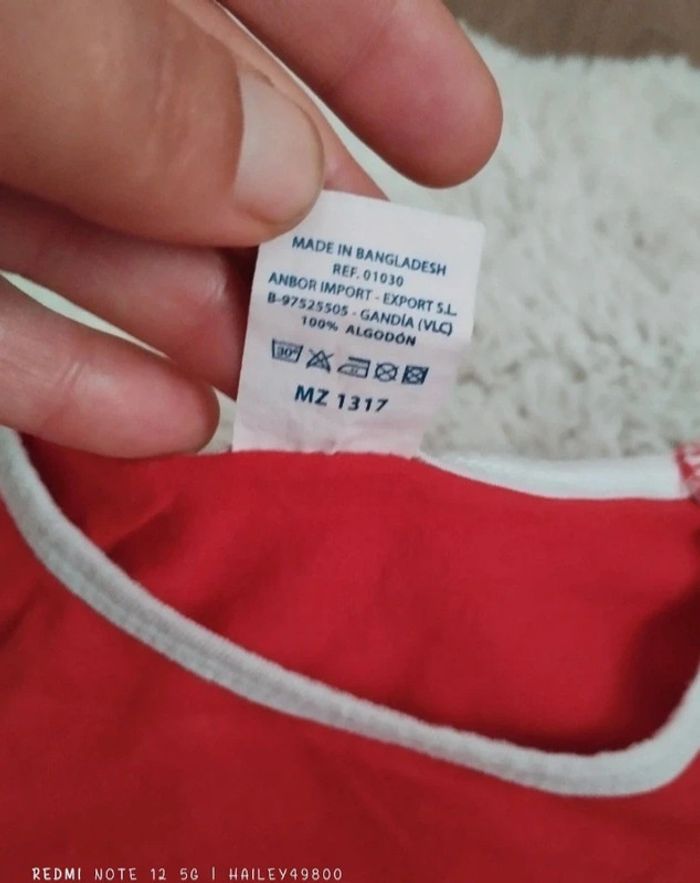 MADE IN BANGLADESH
REF. 01030
ANBOR IMPORT - EXPORT S.L.
B-97525505 - GANDÍA (VLC)
100% ALGODÓN
30°
MZ 1317
REDMI NOTE 12 5G | HAILEY49800